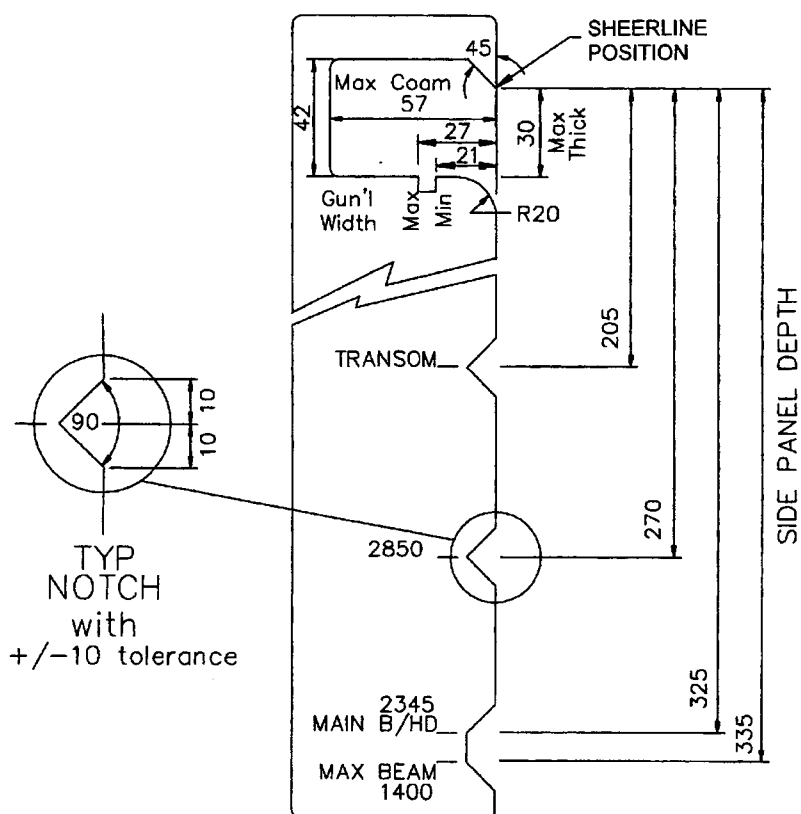 SHEERLINE
POSITION
45
Max Coam
57
42
27
30
Max
Thick
21
Gun'l
Width
Max
Min
R20
205
TRANSOM
90
10
10
270
2850
SIDE PANEL DEPTH
TYP
NOTCH
with
+/-10 tolerance
2345
MAIN B/HD
325
335
MAX BEAM
1400